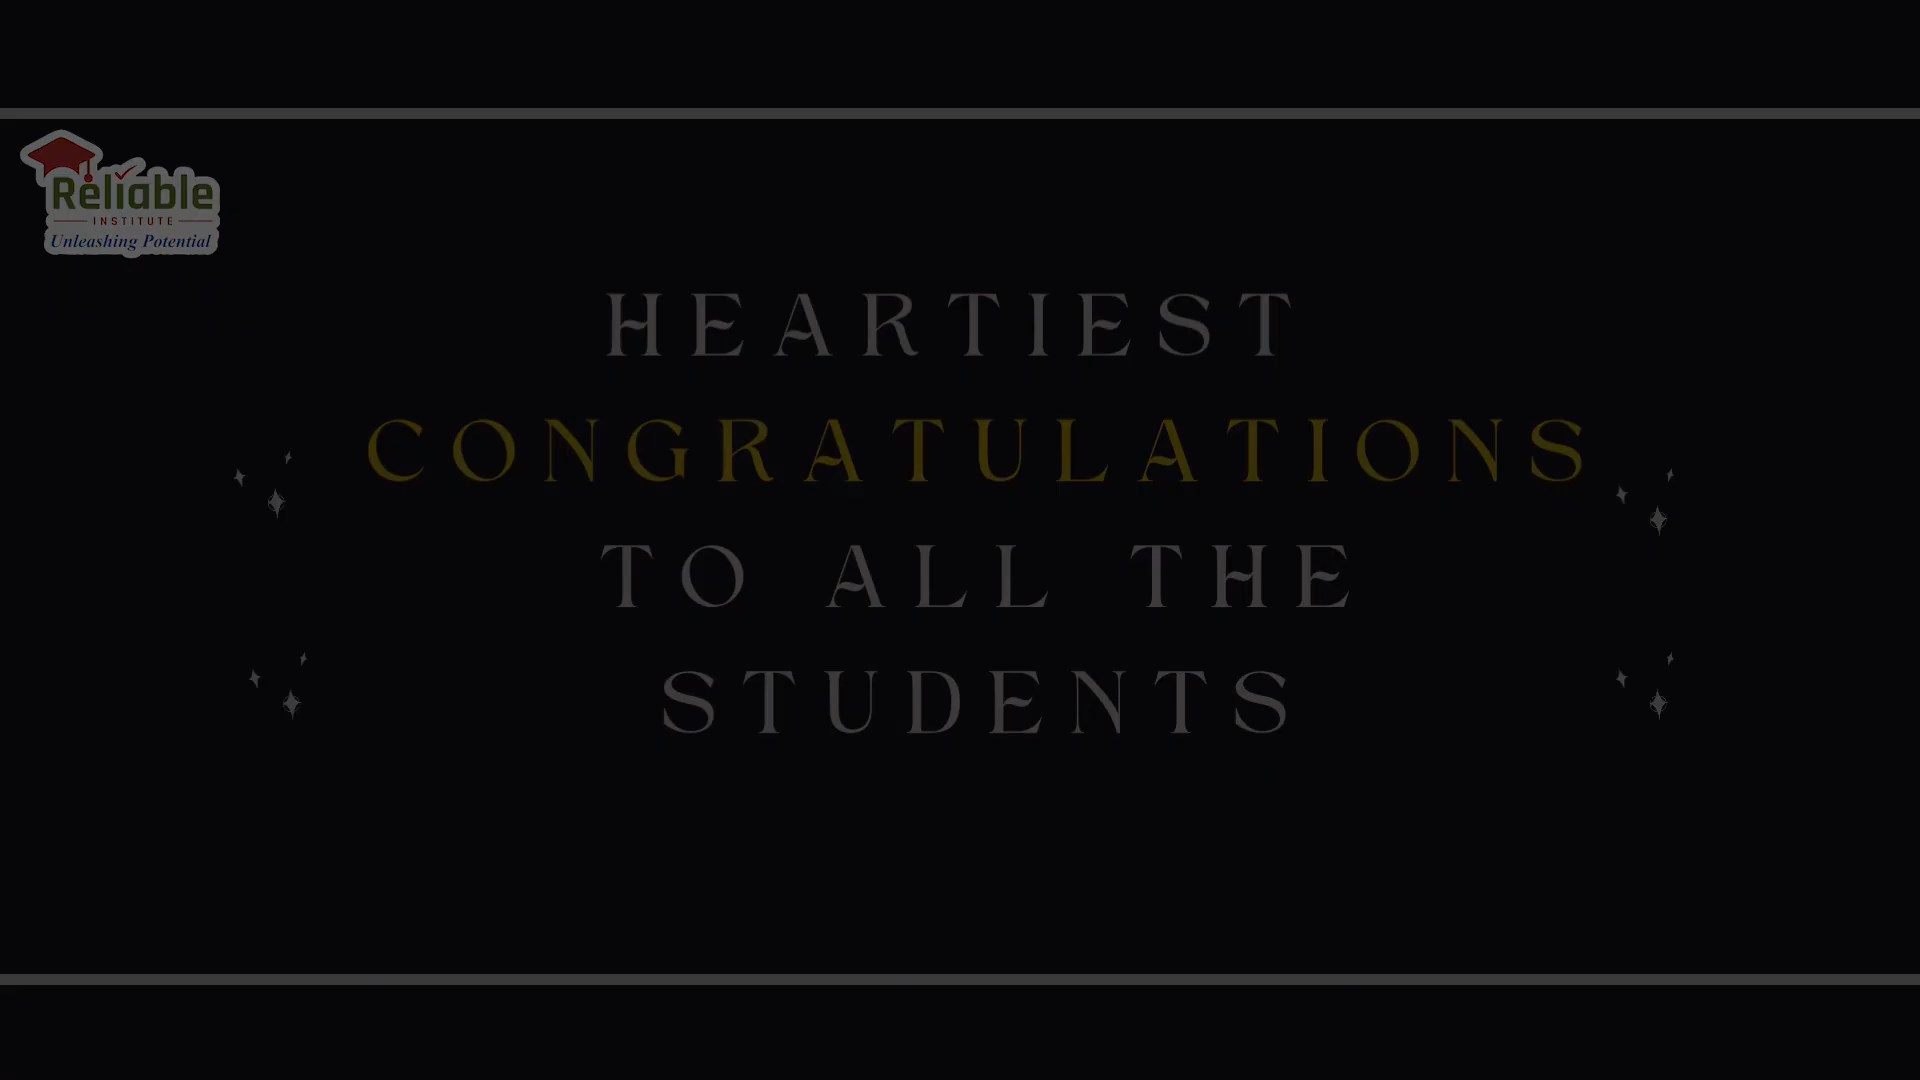 Reliable
INSTITUTE
Unleashing Potential
HEARTIEST
CONGRATULATIONS
TO ALL THE
STUDENTS